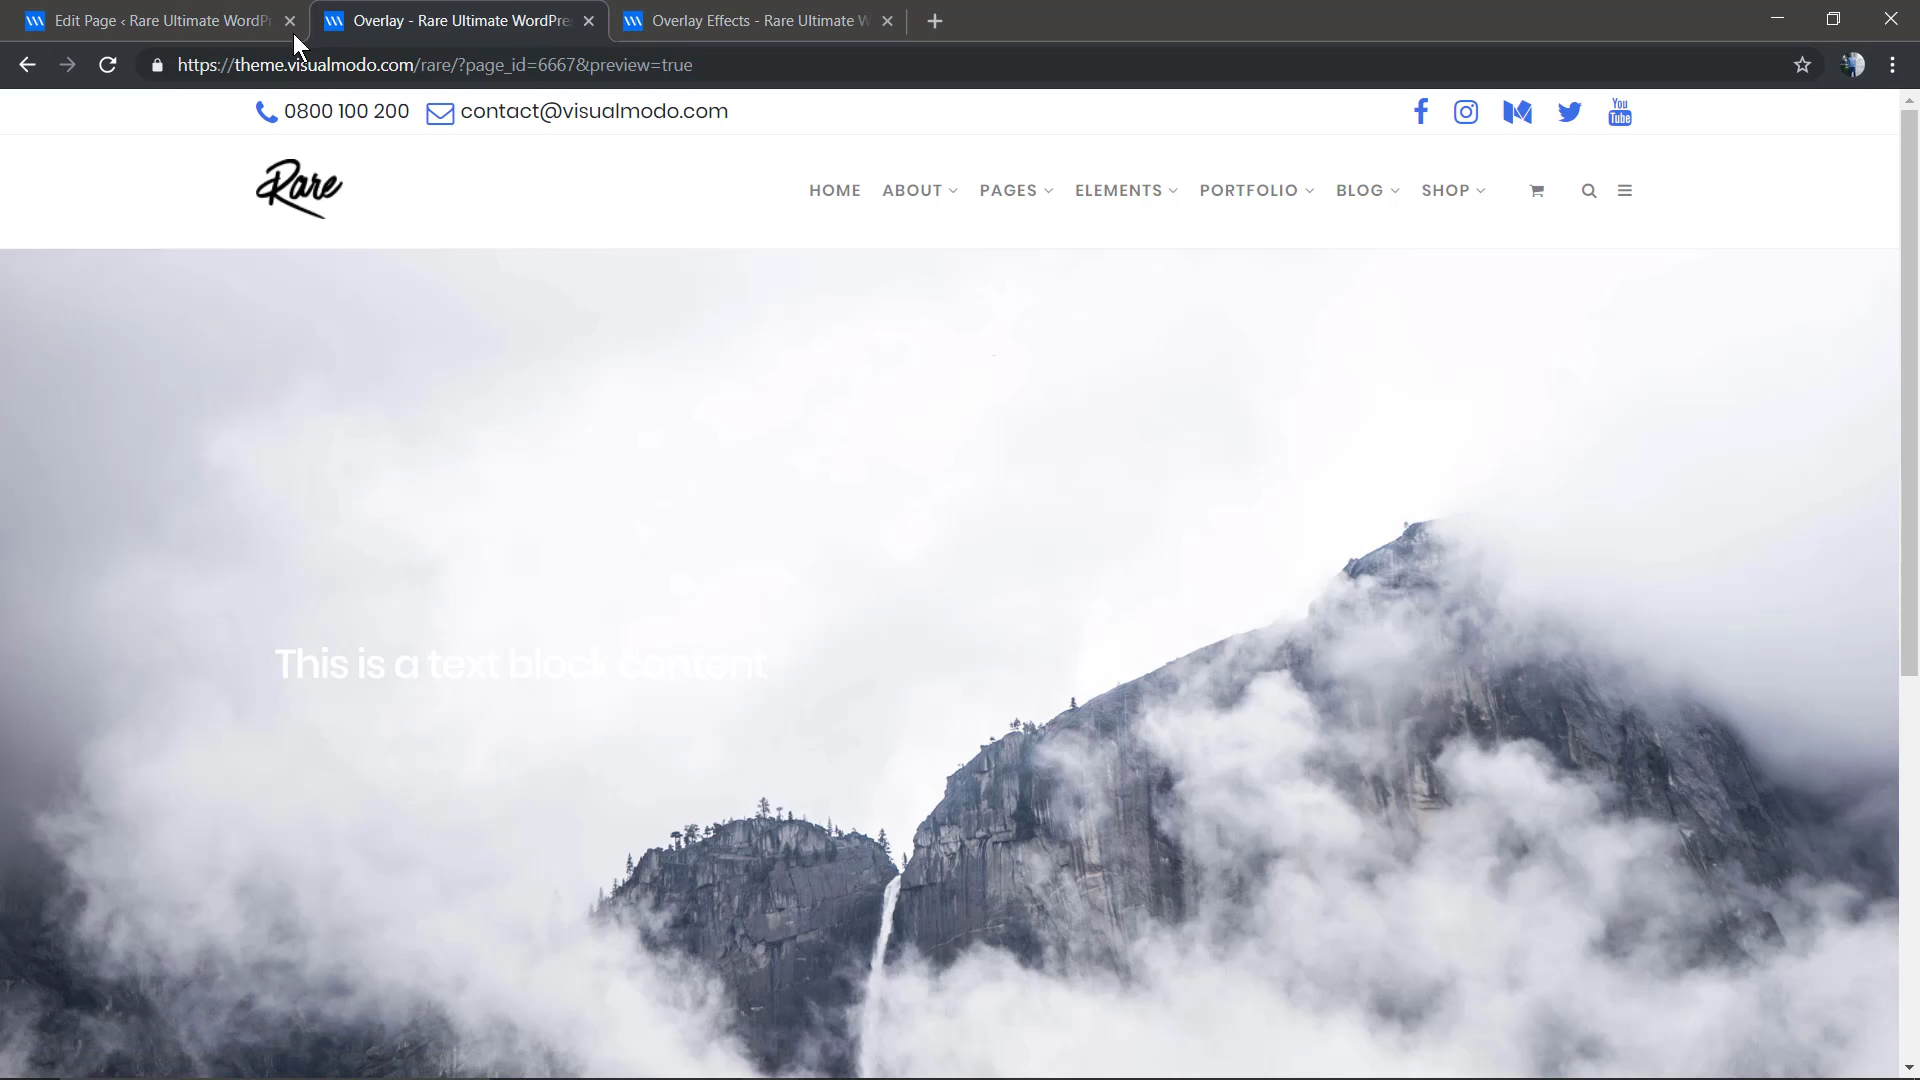 Edit Page ‹ Rare Ultimate WordP
Overlay - Rare Ultimate WordPre
Overlay Effects - Rare Ultimate W
https://theme.visualmodo.com/rare/?page_id=6667&preview=true
0800 100 200 contact@visualmodo.com
You
Tube
Rare
HOME ABOUT PAGES ELEMENTS PORTFOLIO BLOG SHOP
This is a text block content